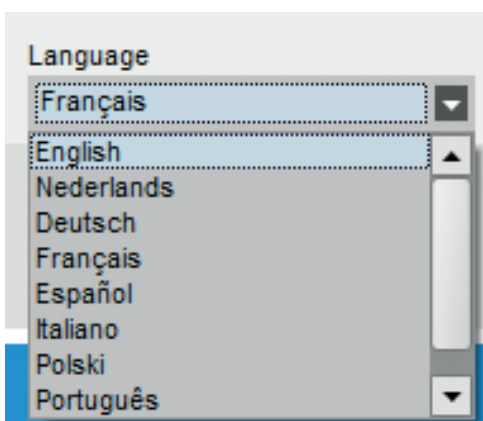 Language
Français
English
Nederlands
Deutsch
Français
Español
Italiano
Polski
Português